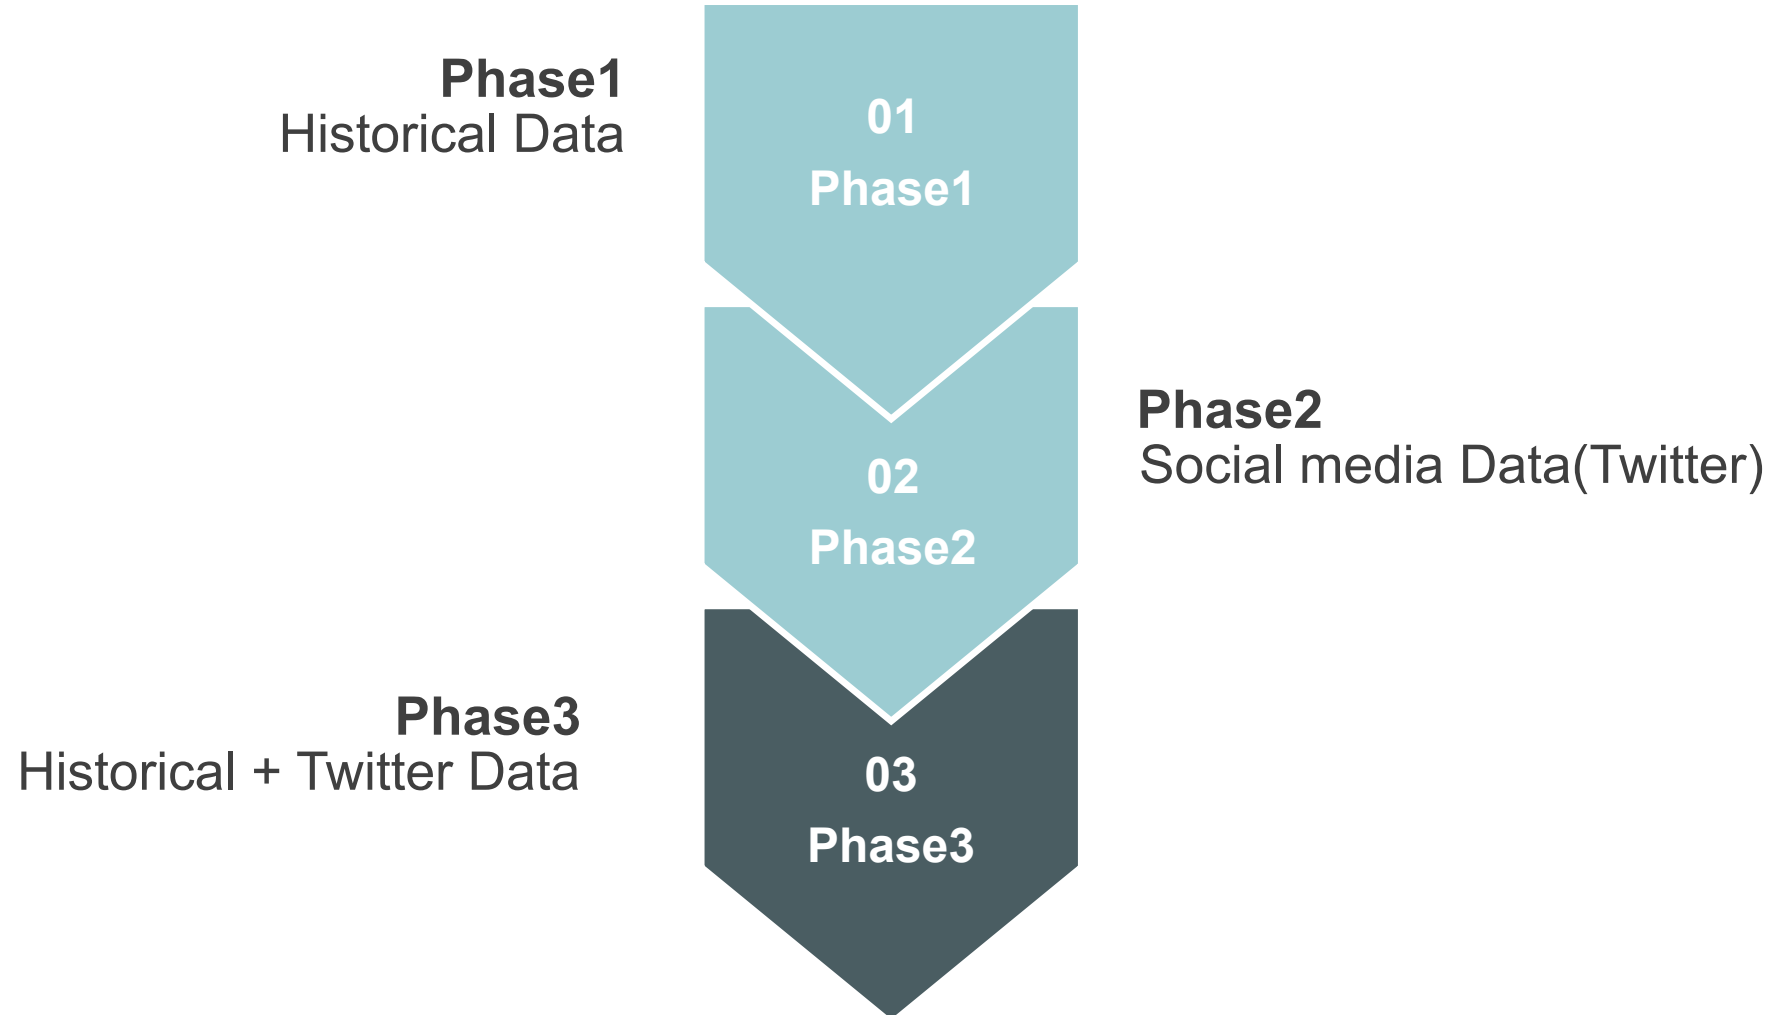 Phase1
Historical Data
01
Phase1
Phase2
Social media Data(Twitter)
02
Phase2
Phase3
Historical + Twitter Data
03
Phase3